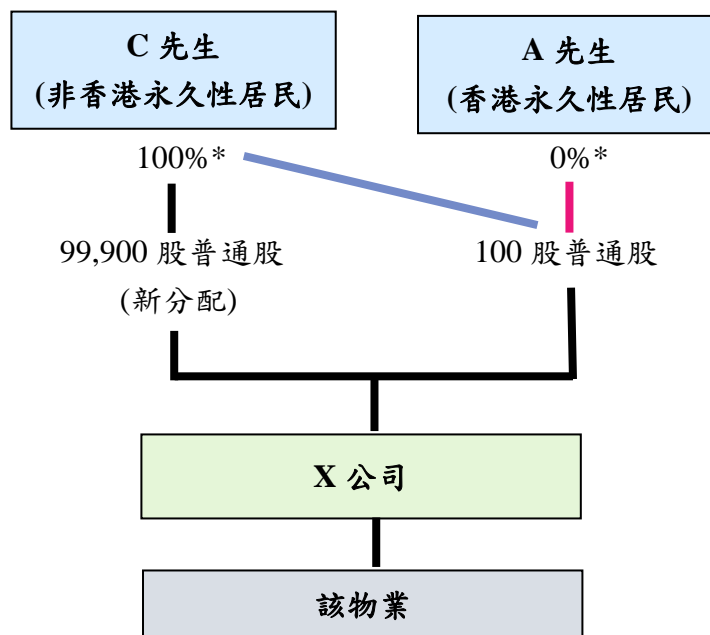 C 先生
(非香港永久性居民)
A 先生
(香港永久性居民)
100%*
0%*
99,900 股普通股
(新分配)
100 股普通股
X 公司
該物業